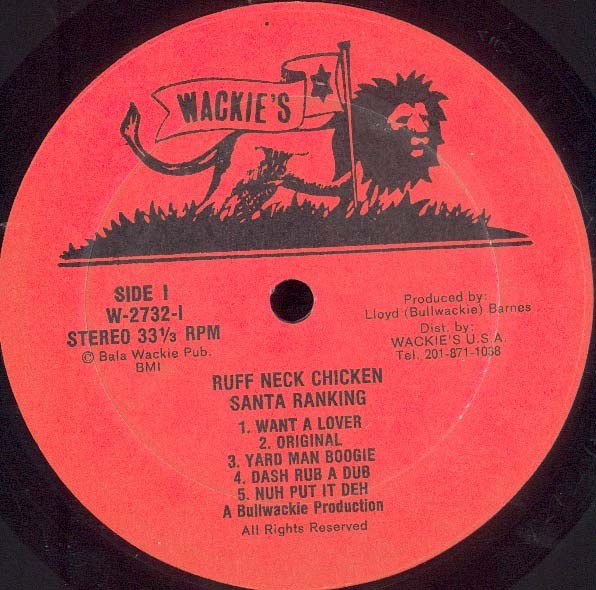 WACKIE'S
SIDE I
W-2732-I
STEREO 33⅓ RPM
© Bala Wackie Pub.
BMI
Produced by:
Lloyd (Bullwackie) Barnes
Dist. by:
WACKIE'S U.S.A.
Tel. 201-871-1038
RUFF NECK CHICKEN
SANTA RANKING
1. WANT A LOVER
2. ORIGINAL
3. YARD MAN BOOGIE
4. DASH RUB A DUB
5. NUH PUT IT DEH
A Bullwackie Production
All Rights Reserved